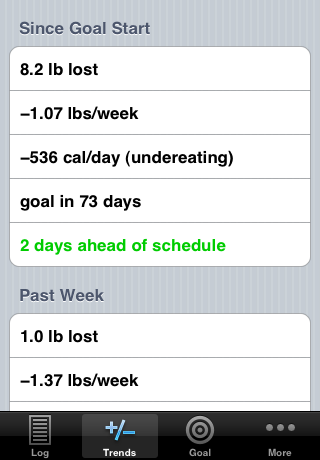 Since Goal Start
8.2 lb lost
−1.07 lbs/week
−536 cal/day (undereating)
goal in 73 days
2 days ahead of schedule
Past Week
1.0 lb lost
−1.37 lbs/week
+/−
Log
Trends
Goal
More